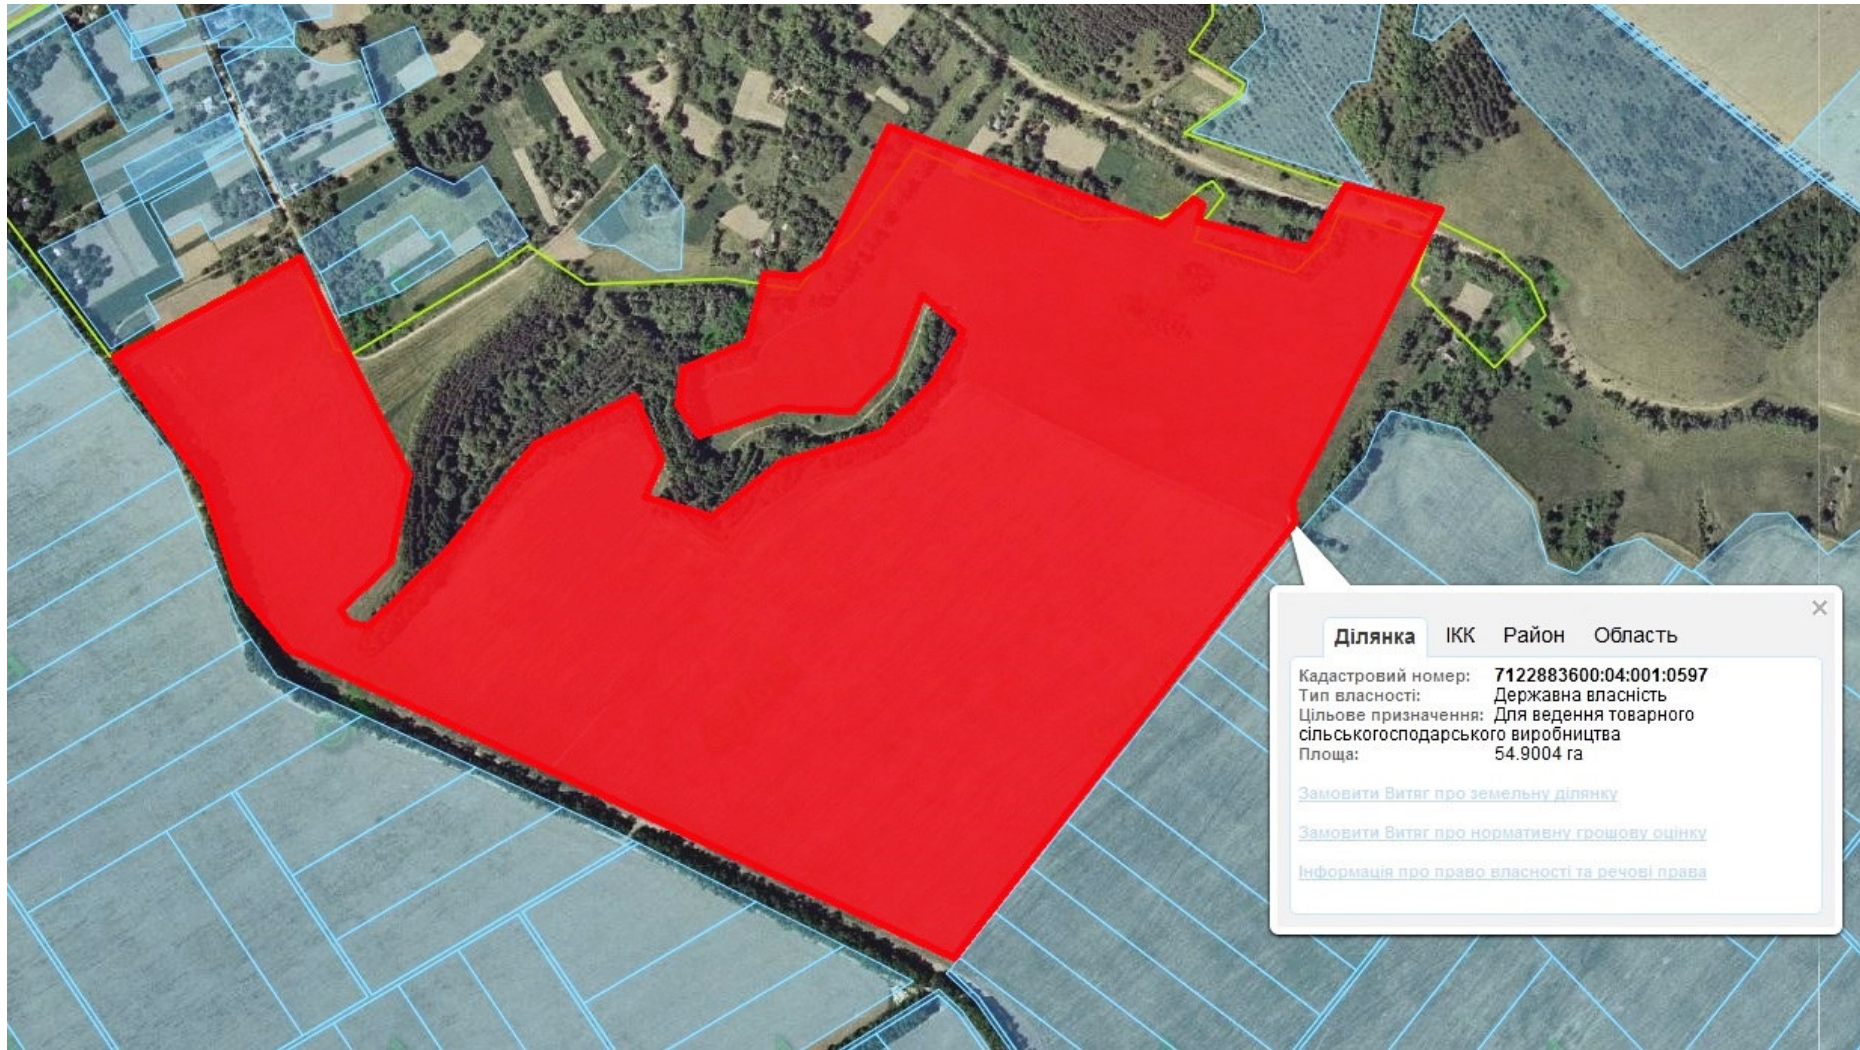 Ділянка ІКК Район Область
Кадастровий номер: 7122883600:04:001:0597
Тип власності: Державна власність
Цільове призначення: Для ведення товарного
сільськогосподарського виробництва
Площа: 54.9004 га
Замовити Витяг про земельну ділянку
Замовити Витяг про нормативну грошову оцінку
Інформація про право власності та речові права